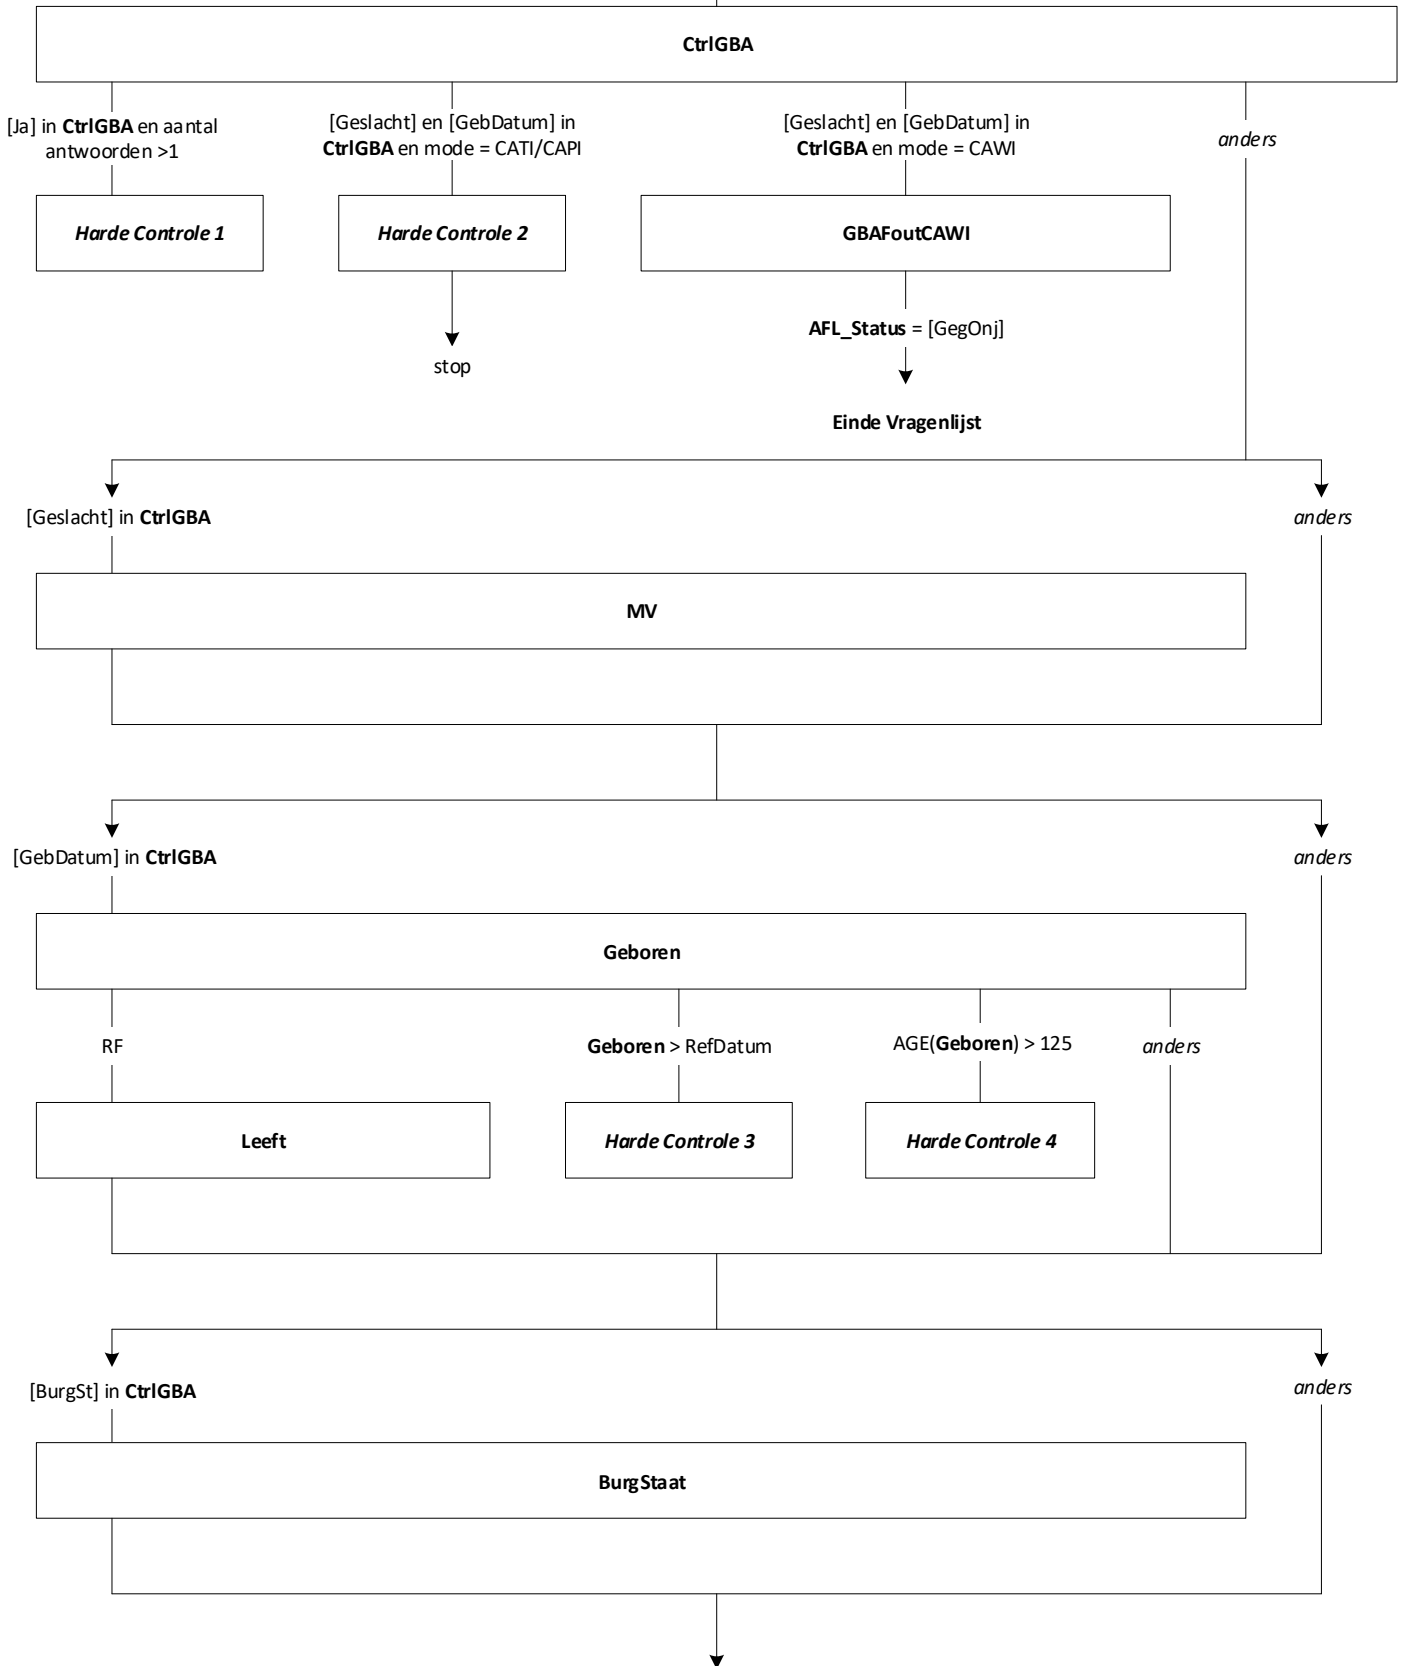 CtrlGBA
[Ja] in CtrlGBA en aantal
antwoorden >1
[Geslacht] en [GebDatum] in
CtrlGBA en mode = CATI/CAPI
[Geslacht] en [GebDatum] in
CtrlGBA en mode = CAWI
anders
Harde Controle 1
Harde Controle 2
GBAFoutCAWI
AFL_Status = [GegOnj]
stop
Einde Vragenlijst
[Geslacht] in CtrlGBA
anders
MV
[GebDatum] in CtrlGBA
anders
Geboren
RF
Geboren > RefDatum
AGE(Geboren) > 125
anders
Leeft
Harde Controle 3
Harde Controle 4
[BurgSt] in CtrlGBA
anders
BurgStaat